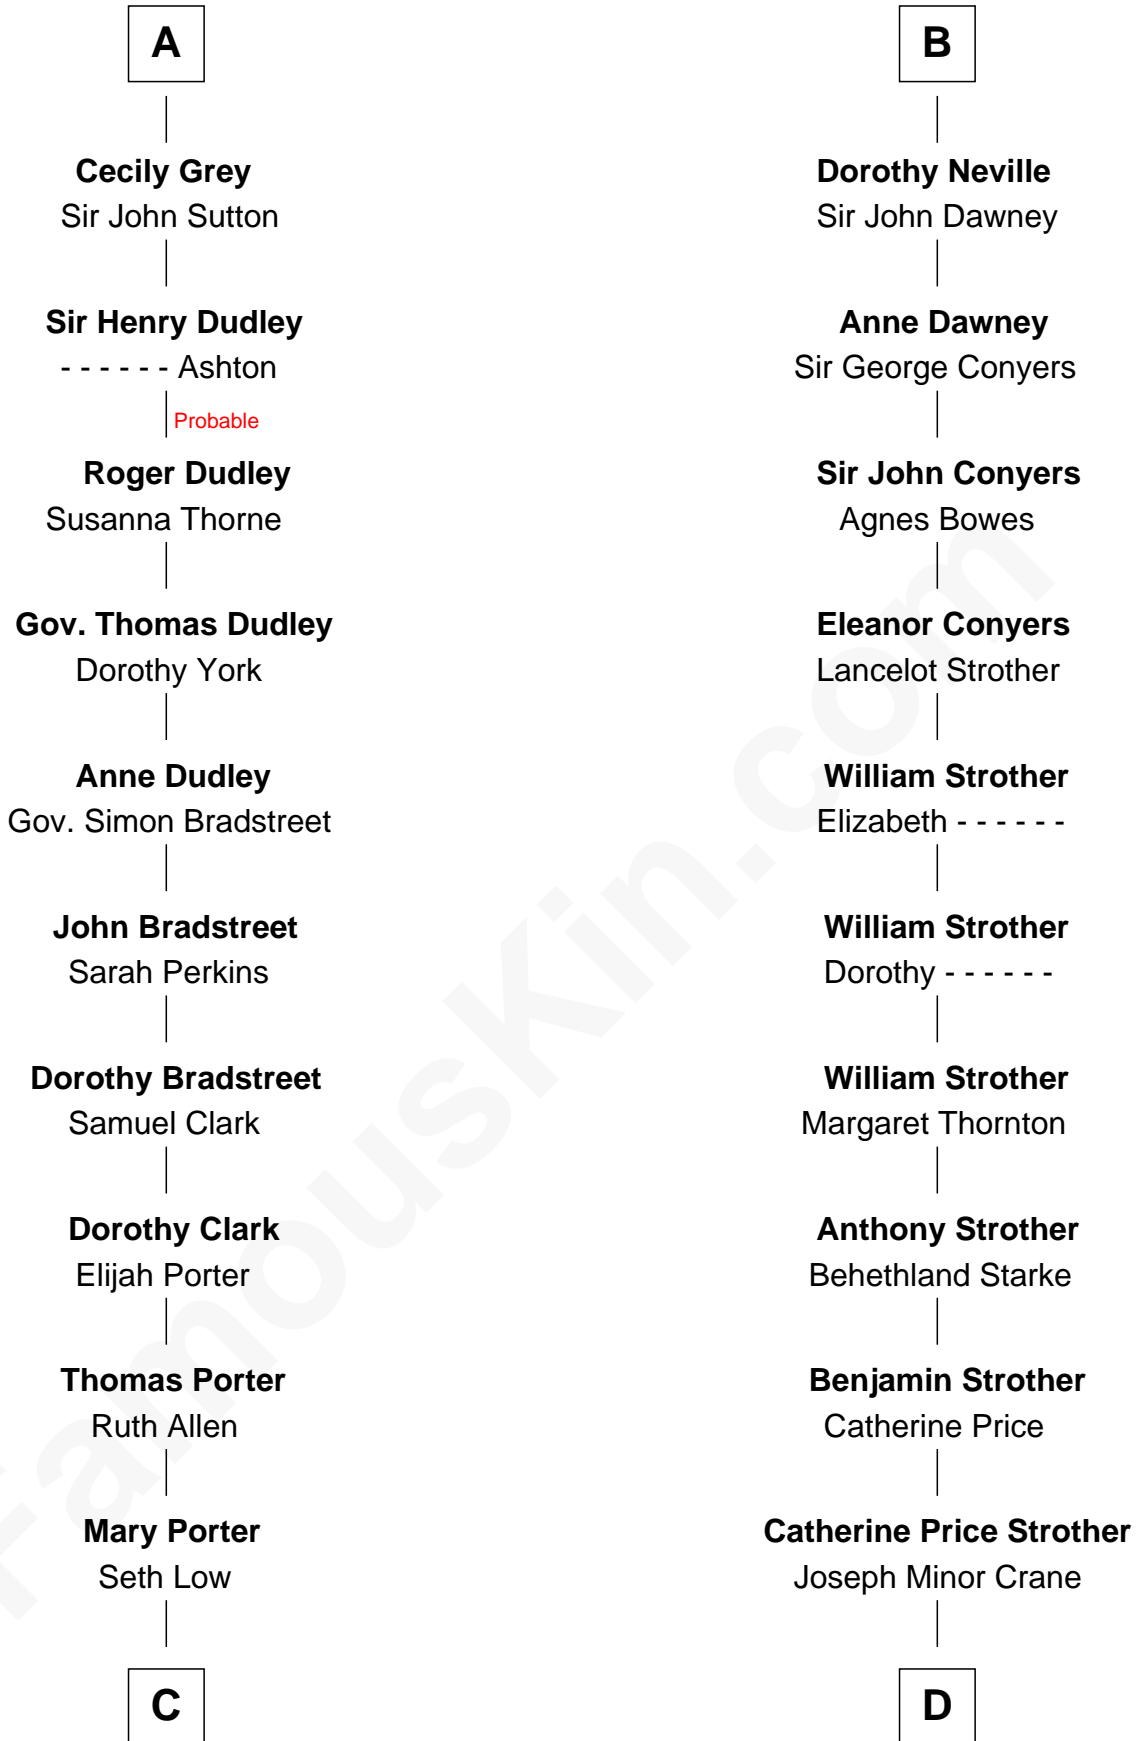 A
Cecily Grey
Sir John Sutton
Sir Henry Dudley
- - - - - - Ashton
Probable
Roger Dudley
Susanna Thorne
Gov. Thomas Dudley
Dorothy York
Anne Dudley
Gov. Simon Bradstreet
John Bradstreet
Sarah Perkins
Dorothy Bradstreet
Samuel Clark
Dorothy Clark
Elijah Porter
Thomas Porter
Ruth Allen
Mary Porter
Seth Low
C
B
Dorothy Neville
Sir John Dawney
Anne Dawney
Sir George Conyers
Sir John Conyers
Agnes Bowes
Eleanor Conyers
Lancelot Strother
William Strother
Elizabeth - - - - - -
William Strother
Dorothy - - - - - -
William Strother
Margaret Thornton
Anthony Strother
Behethland Starke
Benjamin Strother
Catherine Price
Catherine Price Strother
Joseph Minor Crane
D
FamousKin.com